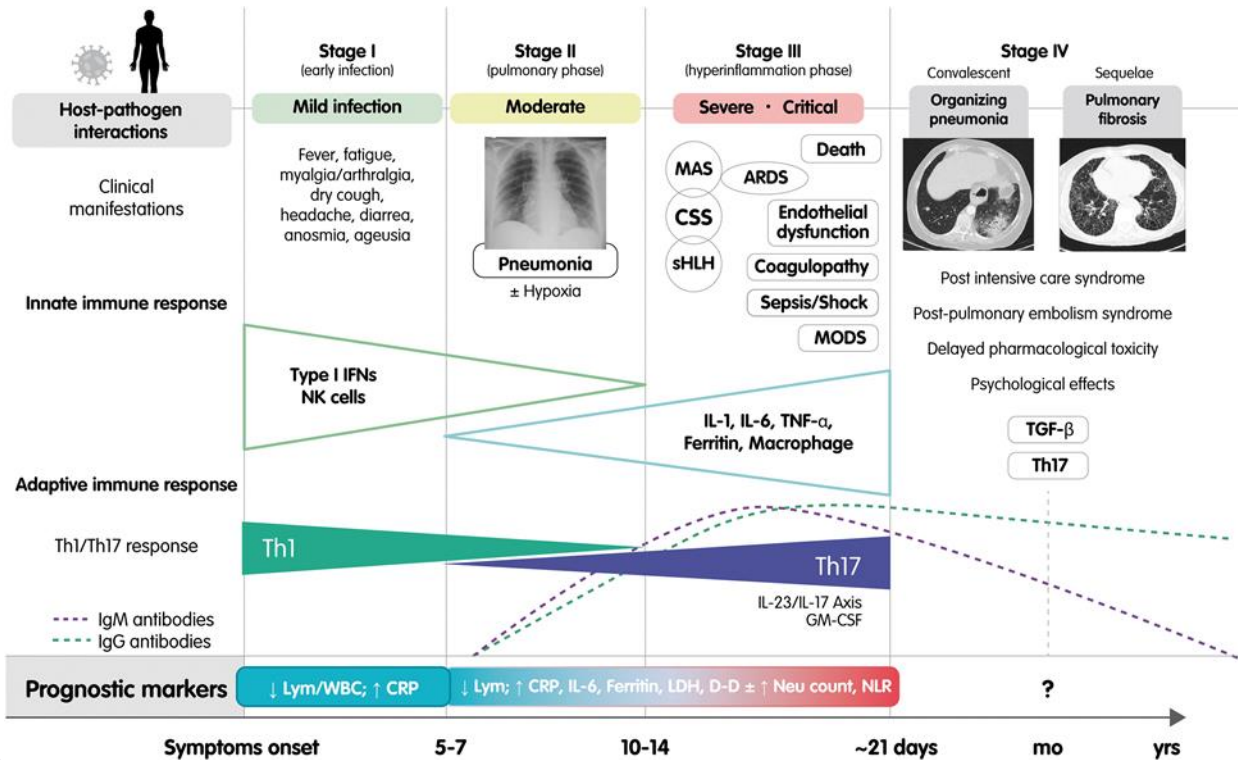 Stage I
(early infection)
Stage II
(pulmonary phase)
Stage III
(hyperinflammation phase)
Stage IV
Convalescent
Sequelae
Host-pathogen
interactions
Mild infection
Moderate
Severe · Critical
Organizing
pneumonia
Pulmonary
fibrosis
Clinical
manifestations
Fever, fatigue,
myalgia/arthralgia,
dry cough,
headache, diarrea,
anosmia, ageusia
Pneumonia
± Hypoxia
MAS
CSS
sHLH
Death
ARDS
Endothelial
dysfunction
Coagulopathy
Sepsis/Shock
MODS
Post intensive care syndrome
Post-pulmonary embolism syndrome
Delayed pharmacological toxicity
Psychological effects
TGF-β
Th17
Innate immune response
Type I IFNs
NK cells
IL-1, IL-6, TNF-α,
Ferritin, Macrophage
Adaptive immune response
Th1/Th17 response
Th1
Th17
IL-23/IL-17 Axis
GM-CSF
IgM antibodies
IgG antibodies
Prognostic markers
↓ Lym/WBC; ↑ CRP
↓ Lym; ↑ CRP, IL-6, Ferritin, LDH, D-D ± ↑ Neu count, NLR
?
Symptoms onset
5-7
10-14
~21 days
mo
yrs